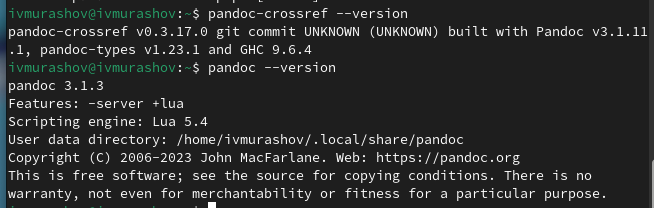 ivmurashov@ivmurashov:~$ pandoc-crossref --version
pandoc-crossref v0.3.17.0 git commit UNKNOWN (UNKNOWN) built with Pandoc v3.1.11
.1, pandoc-types v1.23.1 and GHC 9.6.4
ivmurashov@ivmurashov:~$ pandoc --version
pandoc 3.1.3
Features: -server +lua
Scripting engine: Lua 5.4
User data directory: /home/ivmurashov/.local/share/pandoc
Copyright (C) 2006-2023 John MacFarlane. Web: https://pandoc.org
This is free software; see the source for copying conditions. There is no
warranty, not even for merchantability or fitness for a particular purpose.